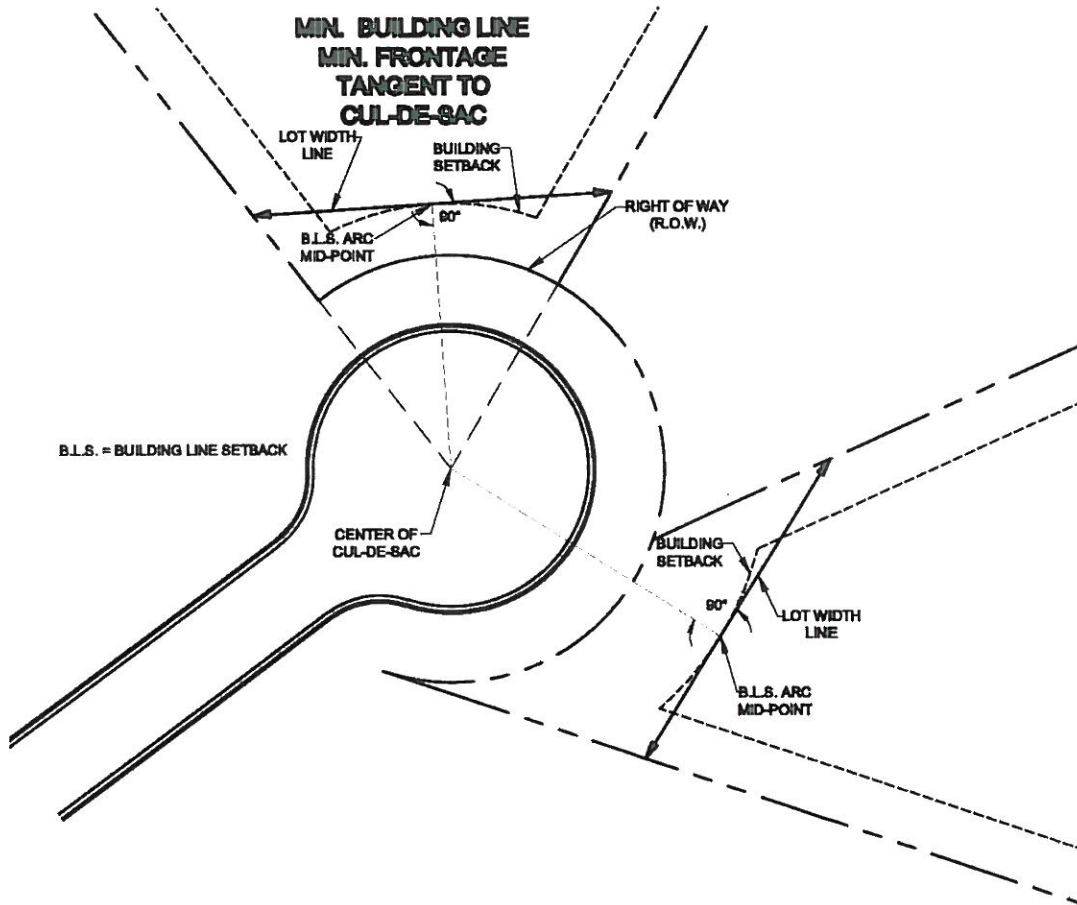 MIN. BUILDING LINE
MIN. FRONTAGE
TANGENT TO
CUL-DE-SAC
LOT WIDTH
LINE
BUILDING
SETBACK
RIGHT OF WAY
(R.O.W.)
90°
B.L.S. ARC
MID-POINT
B.L.S. = BUILDING LINE SETBACK
CENTER OF
CUL-DE-SAC
BUILDING
SETBACK
90°
LOT WIDTH
LINE
B.L.S. ARC
MID-POINT